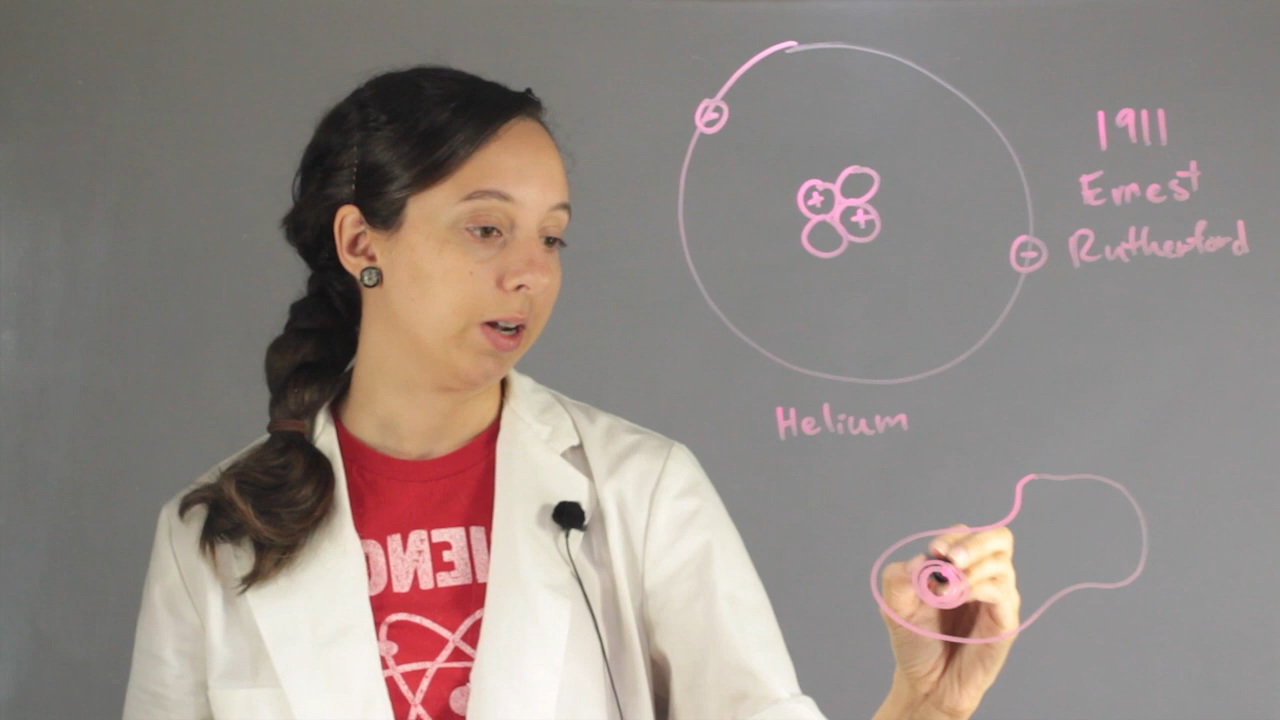 1911
Ernest
Rutherford
Helium
+
+
-
-